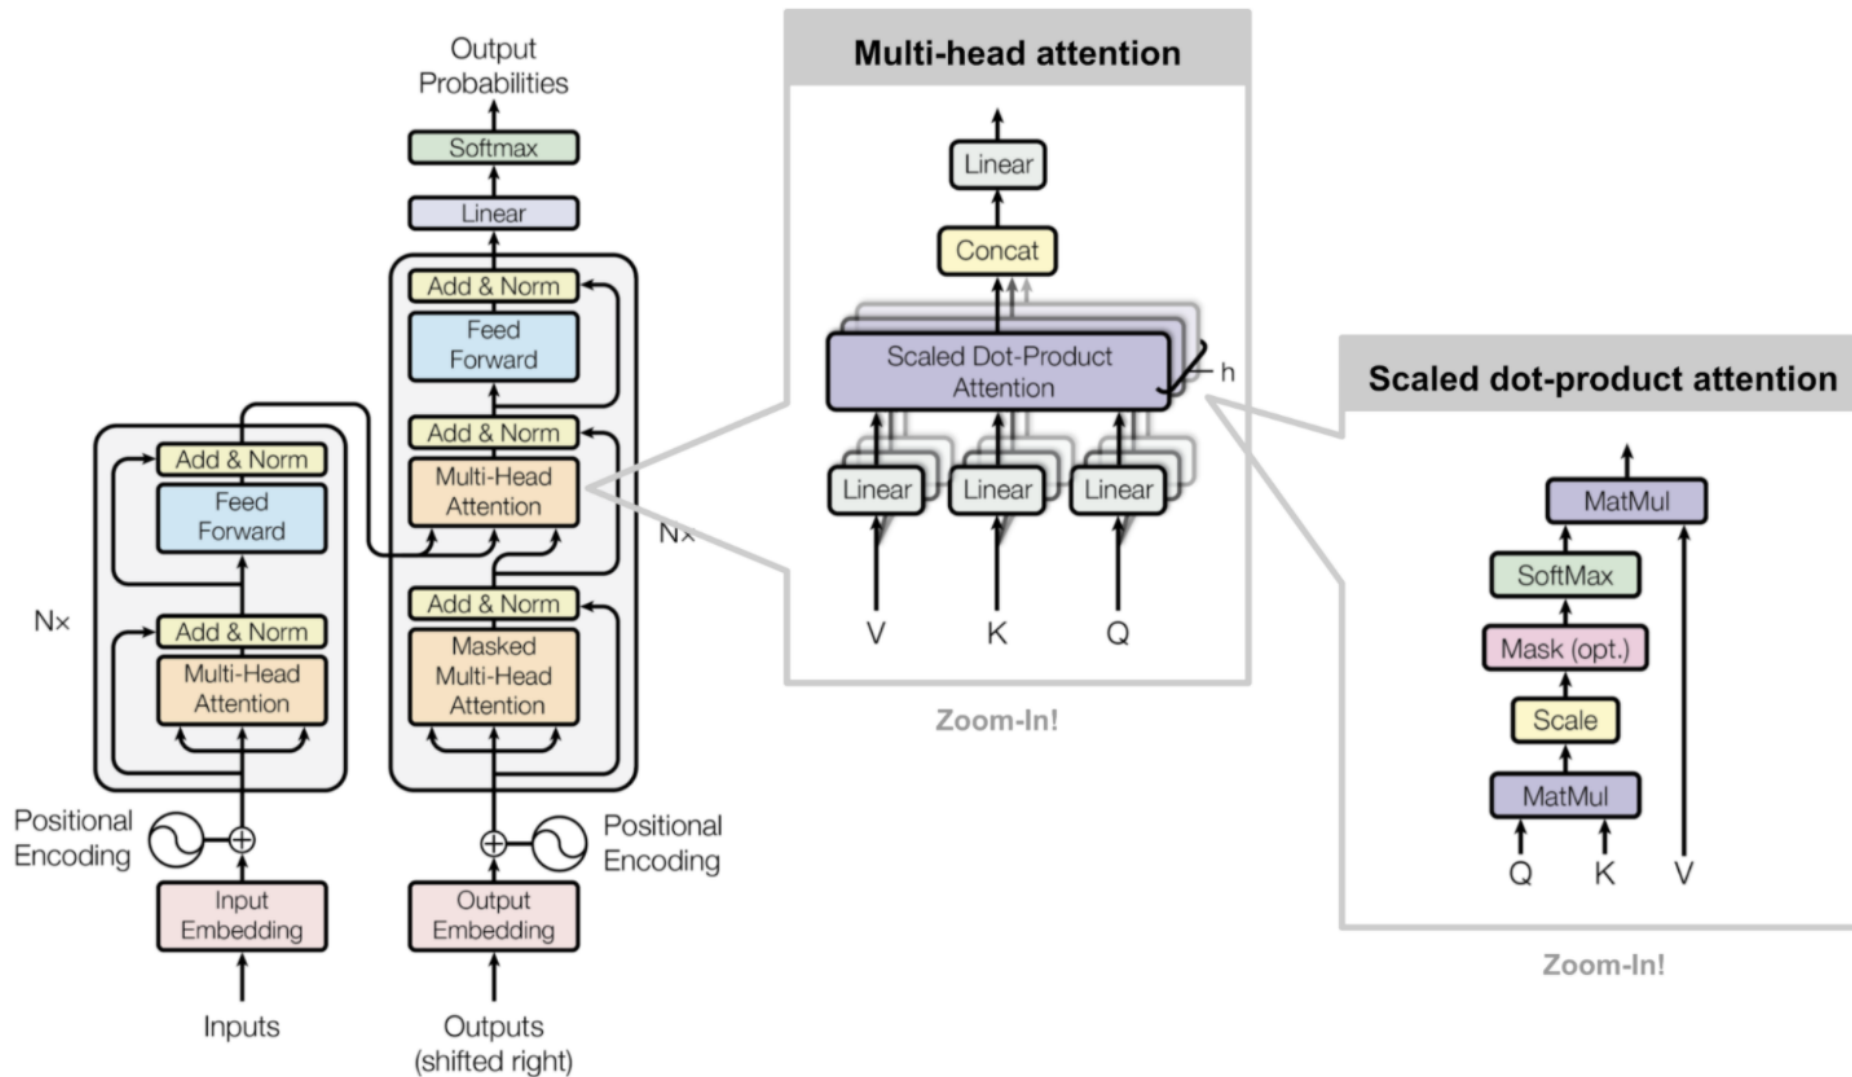 Output
Probabilities
Softmax
Linear
Add & Norm
Feed
Forward
Add & Norm
Multi-Head
Attention
Add & Norm
Masked
Multi-Head
Attention
N×
Add & Norm
Feed
Forward
Add & Norm
Multi-Head
Attention
N×
Positional
Encoding
Positional
Encoding
Input
Embedding
Output
Embedding
Inputs
Outputs
(shifted right)
Multi-head attention
Linear
Concat
Scaled Dot-Product
Attention
h
Linear
Linear
Linear
V
K
Q
Zoom-In!
Scaled dot-product attention
MatMul
SoftMax
Mask (opt.)
Scale
MatMul
Q
K
V
Zoom-In!